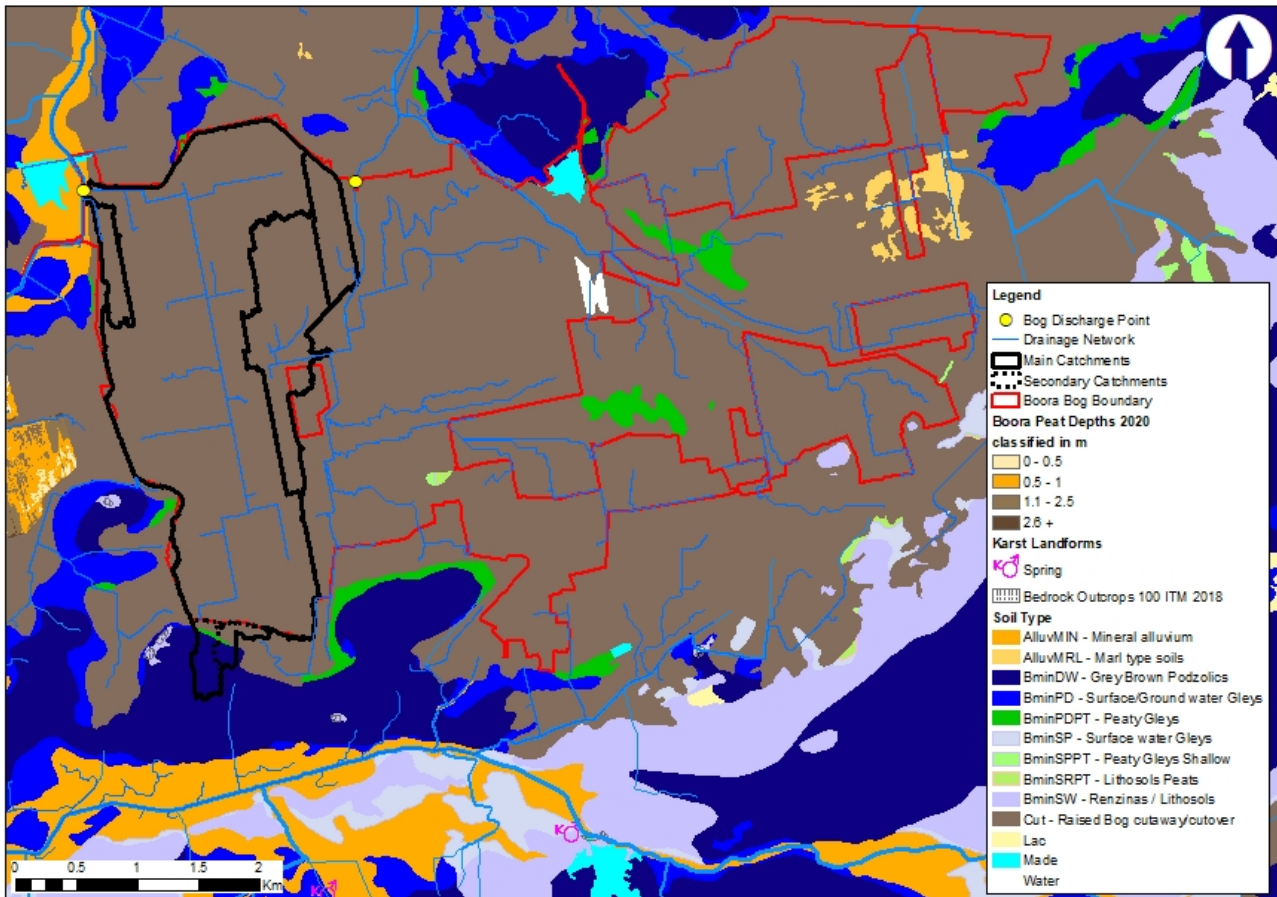 Legend
Bog Discharge Point
Drainage Network
Main Catchments
Secondary Catchments
Boora Bog Boundary
Boora Peat Depths 2020
classified in m
0 - 0.5
0.5 - 1
1.1 - 2.5
2.6 +
Karst Landforms
K Spring
Bedrock Outcrops 100 ITM 2018
Soil Type
AlluvMIN - Mineral alluvium
AlluvMRL - Marl type soils
BminDW - Grey Brown Podzolics
BminPD - Surface/Ground water Gleys
BminPDPT - Peaty Gleys
BminSP - Surface water Gleys
BminSPPT - Peaty Gleys Shallow
BminSRPT - Lithosols Peats
BminSW - Renzinas / Lithosols
Cut - Raised Bog cutaway/cutover
Lac
Made
Water
K
K
0 0.5 1 1.5 2
Km